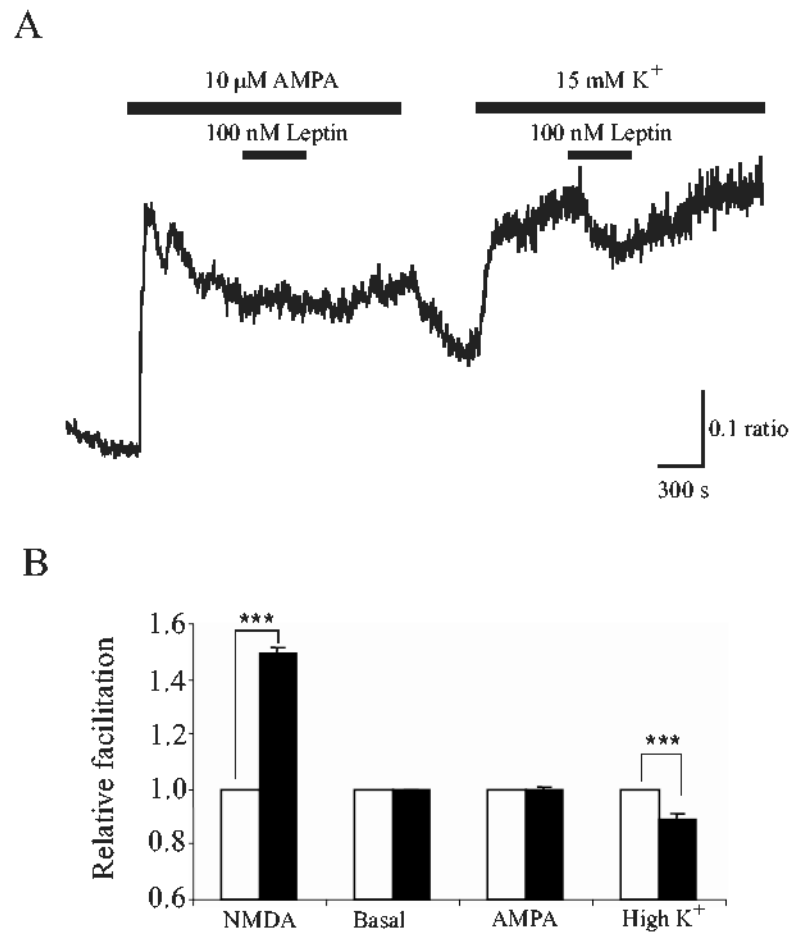 A
10 µM AMPA
15 mM K⁺
100 nM Leptin
100 nM Leptin
0.1 ratio
300 s
B
Relative facilitation
1.6
1.4
1.2
1.0
0.8
0.6
***
***
NMDA
Basal
AMPA
High K⁺